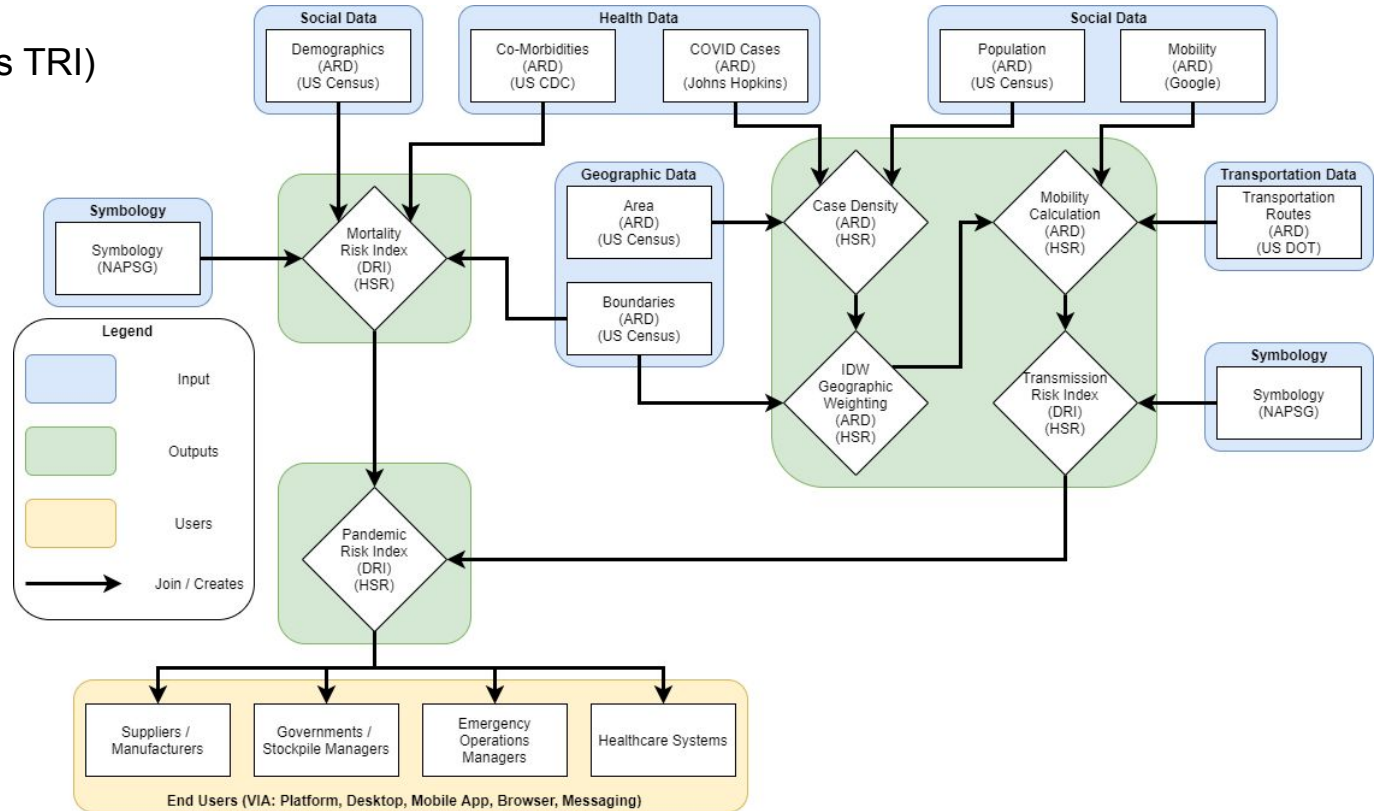 s TRI)
Social Data
Demographics
(ARD)
(US Census)
Health Data
Co-Morbidities
(ARD)
(US CDC)
COVID Cases
(ARD)
(Johns Hopkins)
Social Data
Population
(ARD)
(US Census)
Mobility
(ARD)
(Google)
Symbology
Symbology
(NAPSG)
Mortality
Risk Index
(DRI)
(HSR)
Geographic Data
Area
(ARD)
(US Census)
Boundaries
(ARD)
(US Census)
Case Density
(ARD)
(HSR)
Mobility
Calculation
(ARD)
(HSR)
Transportation Data
Transportation
Routes
(ARD)
(US DOT)
IDW
Geographic
Weighting
(ARD)
(HSR)
Transmission
Risk Index
(DRI)
(HSR)
Symbology
Symbology
(NAPSG)
Legend
Input
Outputs
Users
Join / Creates
Pandemic
Risk Index
(DRI)
(HSR)
Suppliers /
Manufacturers
Governments /
Stockpile Managers
Emergency
Operations
Managers
Healthcare Systems
End Users (VIA: Platform, Desktop, Mobile App, Browser, Messaging)